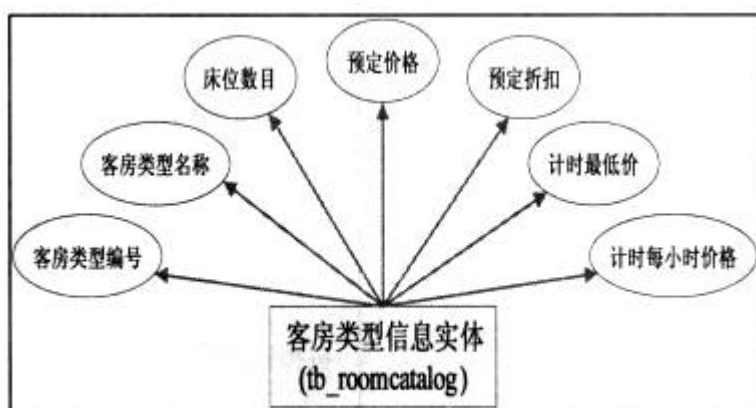 预定价格
床位数目
预定折扣
客房类型名称
计时最低价
客房类型编号
计时每小时价格
客房类型信息实体
(tb_roomcatalog)